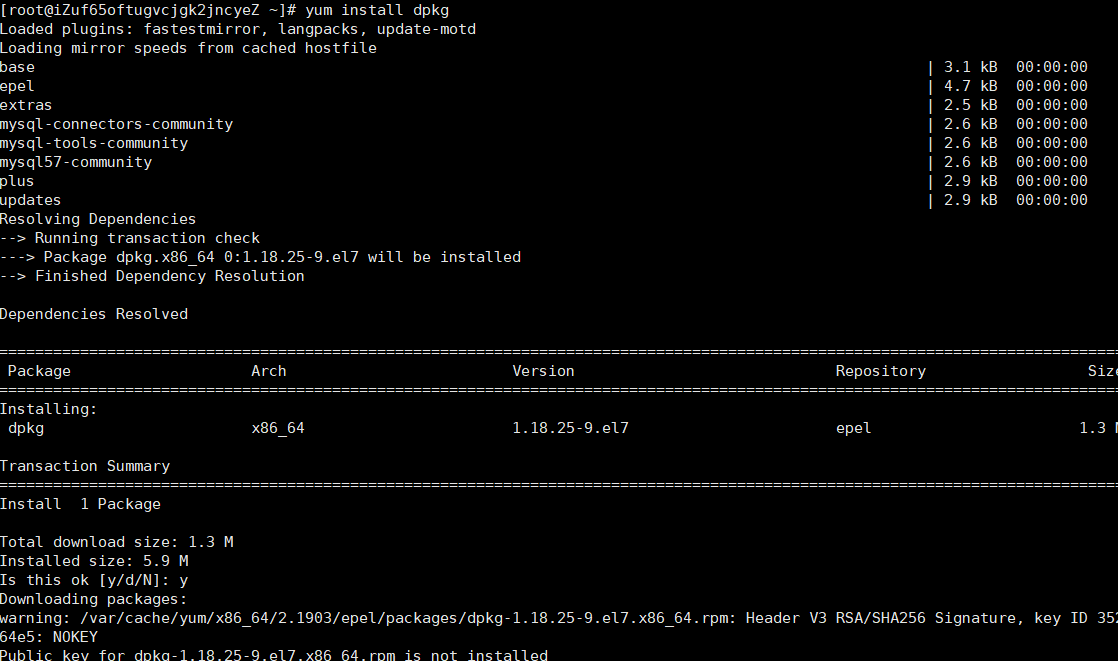 [root@iZuf65oftugvcjgk2jncyeZ ~]# yum install dpkg
Loaded plugins: fastestmirror, langpacks, update-motd
Loading mirror speeds from cached hostfile
base | 3.1 kB 00:00:00
epel | 4.7 kB 00:00:00
extras | 2.5 kB 00:00:00
mysql-connectors-community | 2.6 kB 00:00:00
mysql-tools-community | 2.6 kB 00:00:00
mysql57-community | 2.6 kB 00:00:00
plus | 2.9 kB 00:00:00
updates | 2.9 kB 00:00:00
Resolving Dependencies
--> Running transaction check
---> Package dpkg.x86_64 0:1.18.25-9.el7 will be installed
--> Finished Dependency Resolution
Dependencies Resolved
================================================================================
Package Arch Version Repository Size
================================================================================
Installing:
dpkg x86_64 1.18.25-9.el7 epel 1.3 M
Transaction Summary
================================================================================
Install 1 Package
Total download size: 1.3 M
Installed size: 5.9 M
Is this ok [y/d/N]: y
Downloading packages:
warning: /var/cache/yum/x86_64/2.1903/epel/packages/dpkg-1.18.25-9.el7.x86_64.rpm: Header V3 RSA/SHA256 Signature, key ID 352
64e5: NOKEY
Public key for dpkg-1.18.25-9.el7.x86_64.rpm is not installed